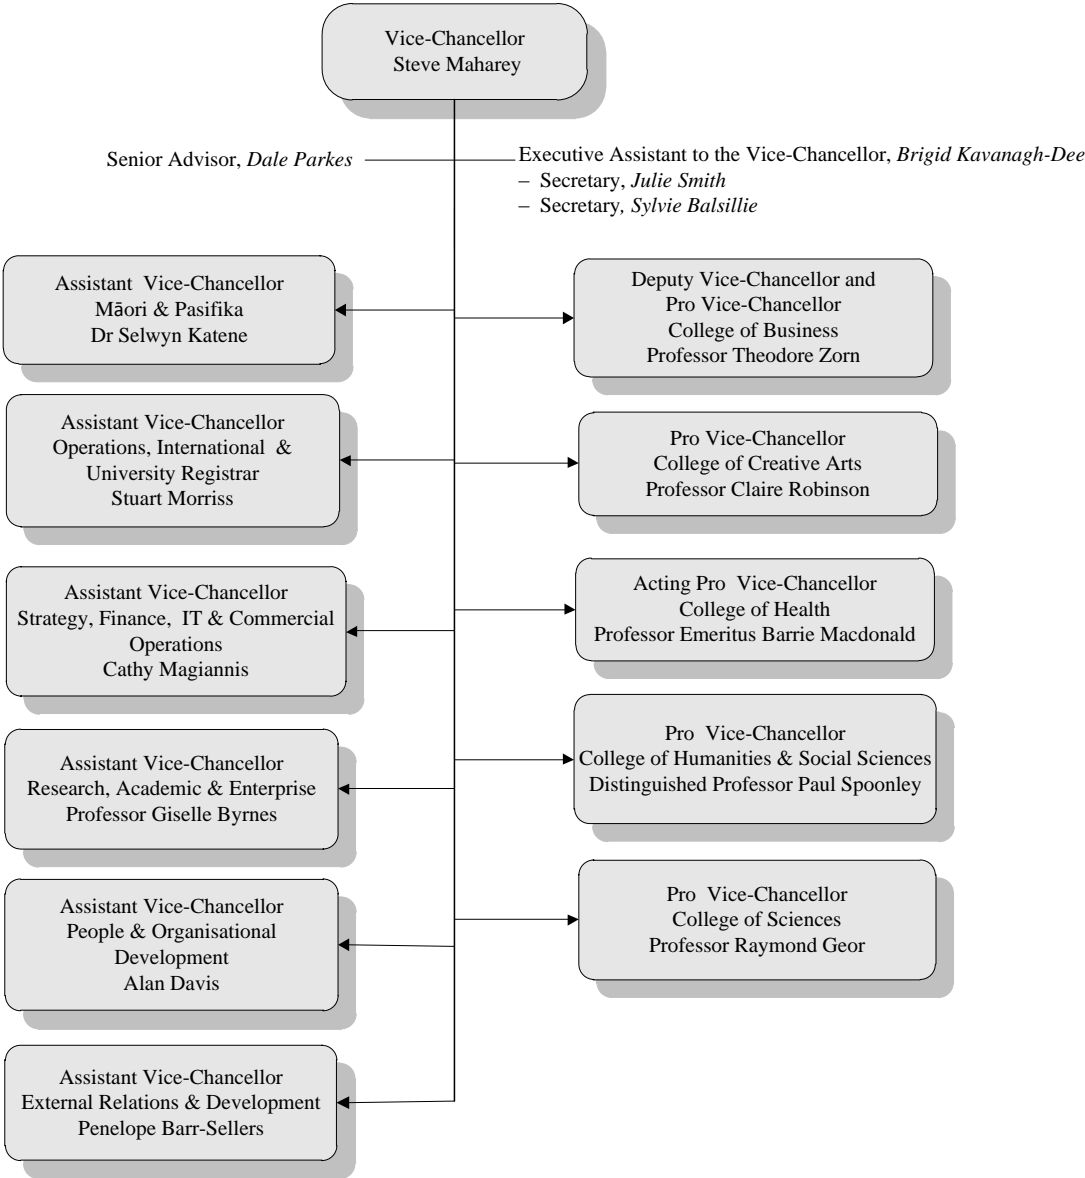 Vice-Chancellor
Steve Maharey
Senior Advisor, Dale Parkes
Executive Assistant to the Vice-Chancellor, Brigid Kavanagh-Dee
– Secretary, Julie Smith
– Secretary, Sylvie Balsillie
Assistant Vice-Chancellor
Māori & Pasifika
Dr Selwyn Katene
Assistant Vice-Chancellor
Operations, International &
University Registrar
Stuart Morriss
Assistant Vice-Chancellor
Strategy, Finance, IT & Commercial
Operations
Cathy Magiannis
Assistant Vice-Chancellor
Research, Academic & Enterprise
Professor Giselle Byrnes
Assistant Vice-Chancellor
People & Organisational
Development
Alan Davis
Assistant Vice-Chancellor
External Relations & Development
Penelope Barr-Sellers
Deputy Vice-Chancellor and
Pro Vice-Chancellor
College of Business
Professor Theodore Zorn
Pro Vice-Chancellor
College of Creative Arts
Professor Claire Robinson
Acting Pro Vice-Chancellor
College of Health
Professor Emeritus Barrie Macdonald
Pro Vice-Chancellor
College of Humanities & Social Sciences
Distinguished Professor Paul Spoonley
Pro Vice-Chancellor
College of Sciences
Professor Raymond Geor